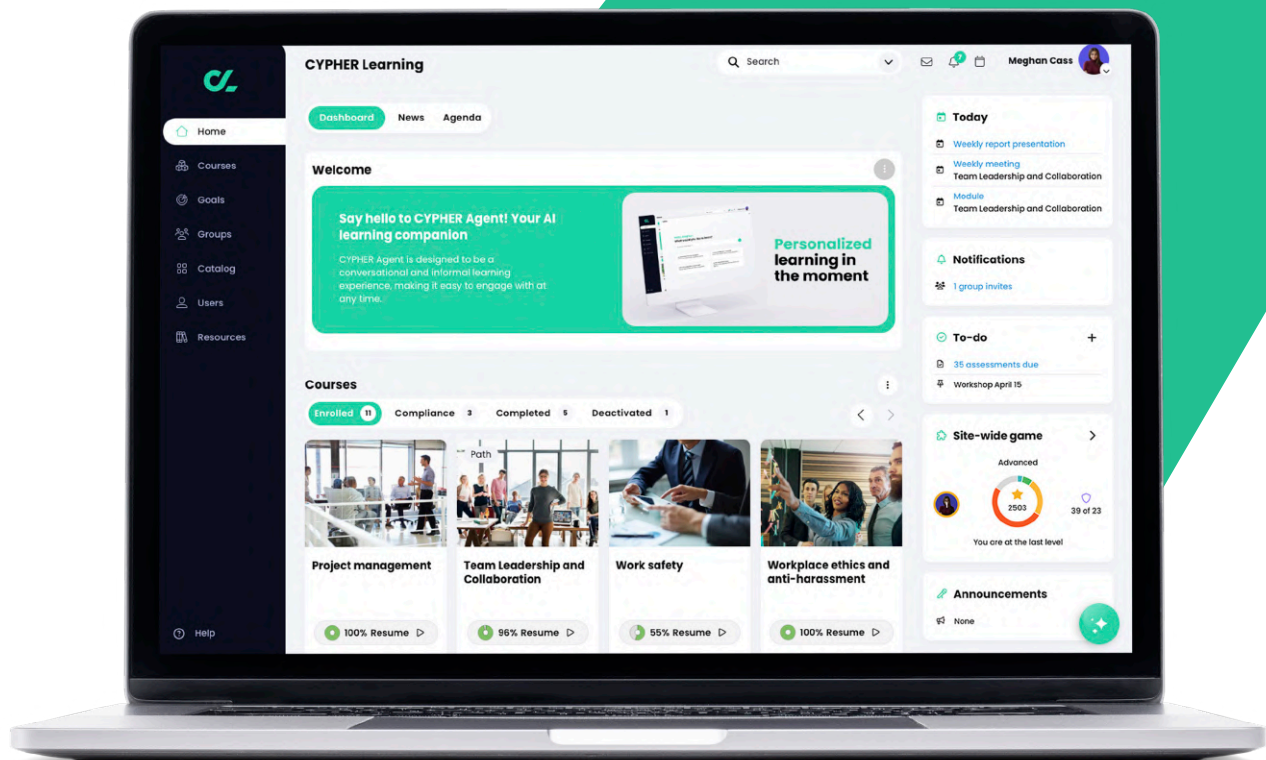 CYPHER Learning
Search
7
Meghan Cass
Home
Courses
Goals
Groups
Catalog
Users
Resources
Help
Dashboard
News
Agenda
Welcome
Say hello to CYPHER Agent! Your AI
learning companion
CYPHER Agent is designed to be a
conversational and informal learning
experience, making it easy to engage with at
any time.
Personalized
learning in
the moment
Courses
Enrolled 11
Compliance 3
Completed 5
Deactivated 1
Project management
100% Resume
Path
Team Leadership and
Collaboration
96% Resume
Work safety
55% Resume
Workplace ethics and
anti-harassment
100% Resume
Today
Weekly report presentation
Weekly meeting
Team Leadership and Collaboration
Module
Team Leadership and Collaboration
Notifications
1 group invites
To-do
35 assessments due
Workshop April 15
Site-wide game
Advanced
2503
39 of 23
You are at the last level
Announcements
None